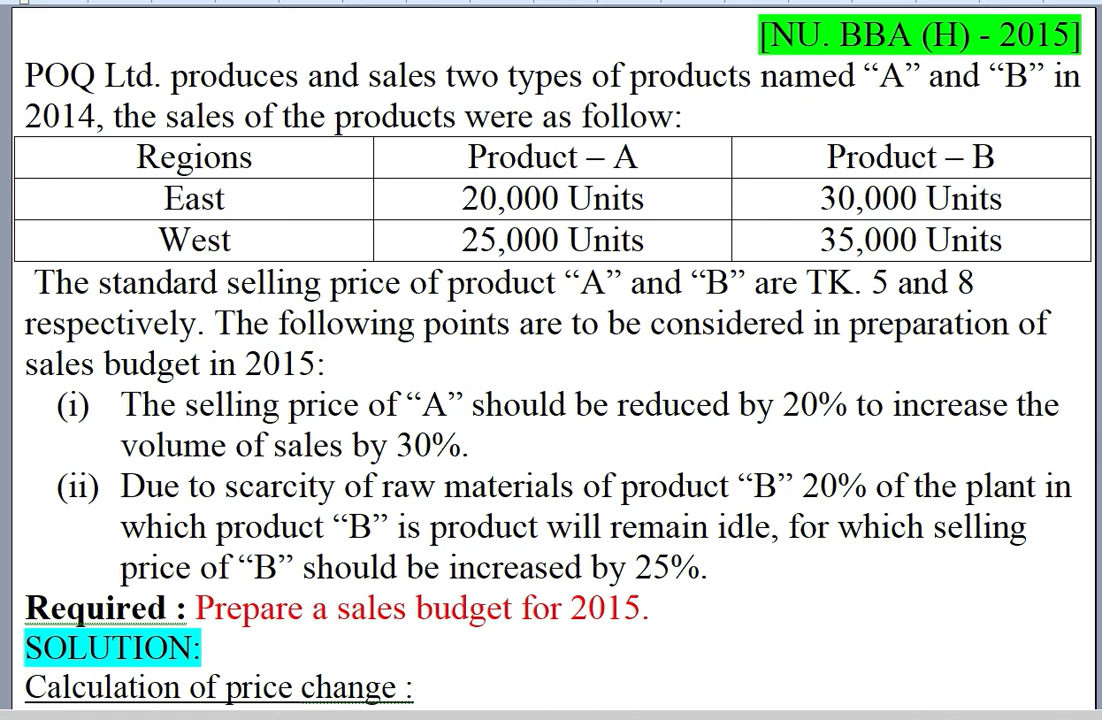 [NU. BBA (H) - 2015]
POQ Ltd. produces and sales two types of products named “A” and “B” in
2014, the sales of the products were as follow:
Regions Product – A Product – B
East 20,000 Units 30,000 Units
West 25,000 Units 35,000 Units
The standard selling price of product “A” and “B” are TK. 5 and 8
respectively. The following points are to be considered in preparation of
sales budget in 2015:
(i) The selling price of “A” should be reduced by 20% to increase the
volume of sales by 30%.
(ii) Due to scarcity of raw materials of product “B” 20% of the plant in
which product “B” is product will remain idle, for which selling
price of “B” should be increased by 25%.
Required : Prepare a sales budget for 2015.
SOLUTION:
Calculation of price change :